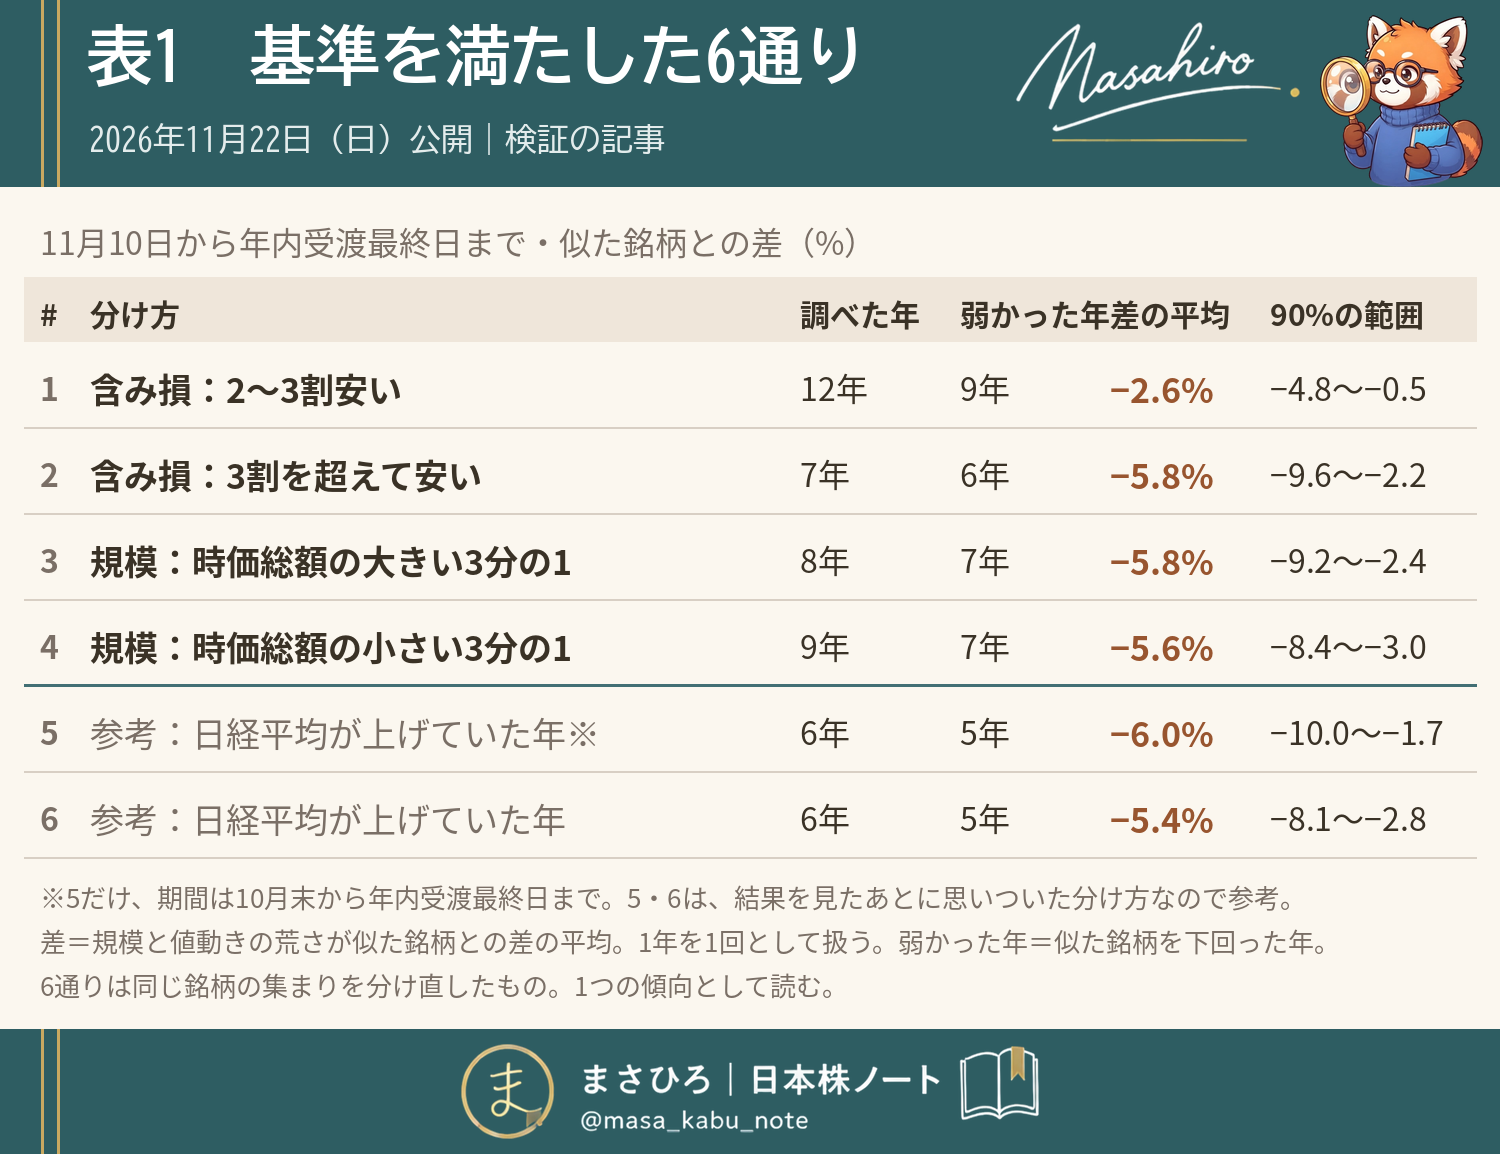 表1　基準を満たした6通り
Masahiro
2026年11月22日（日）公開｜検証の記事
11月10日から年内受渡最終日まで・似た銘柄との差（%）
# 分け方 調べた年 弱かった年 差の平均 90%の範囲
1 含み損：2〜3割安い 12年 9年 −2.6% −4.8〜−0.5
2 含み損：3割を超えて安い 7年 6年 −5.8% −9.6〜−2.2
3 規模：時価総額の大きい3分の1 8年 7年 −5.8% −9.2〜−2.4
4 規模：時価総額の小さい3分の1 9年 7年 −5.6% −8.4〜−3.0
5 参考：日経平均が上げていた年※ 6年 5年 −6.0% −10.0〜−1.7
6 参考：日経平均が上げていた年 6年 5年 −5.4% −8.1〜−2.8
※5だけ、期間は10月末から年内受渡最終日まで。5・6は、結果を見たあとに思いついた分け方なので参考。
差＝規模と値動きの荒さが似た銘柄との差の平均。1年を1回として扱う。弱かった年＝似た銘柄を下回った年。
6通りは同じ銘柄の集まりを分け直したもの。1つの傾向として読む。
ま
まさひろ｜日本株ノート
@masa_kabu_note